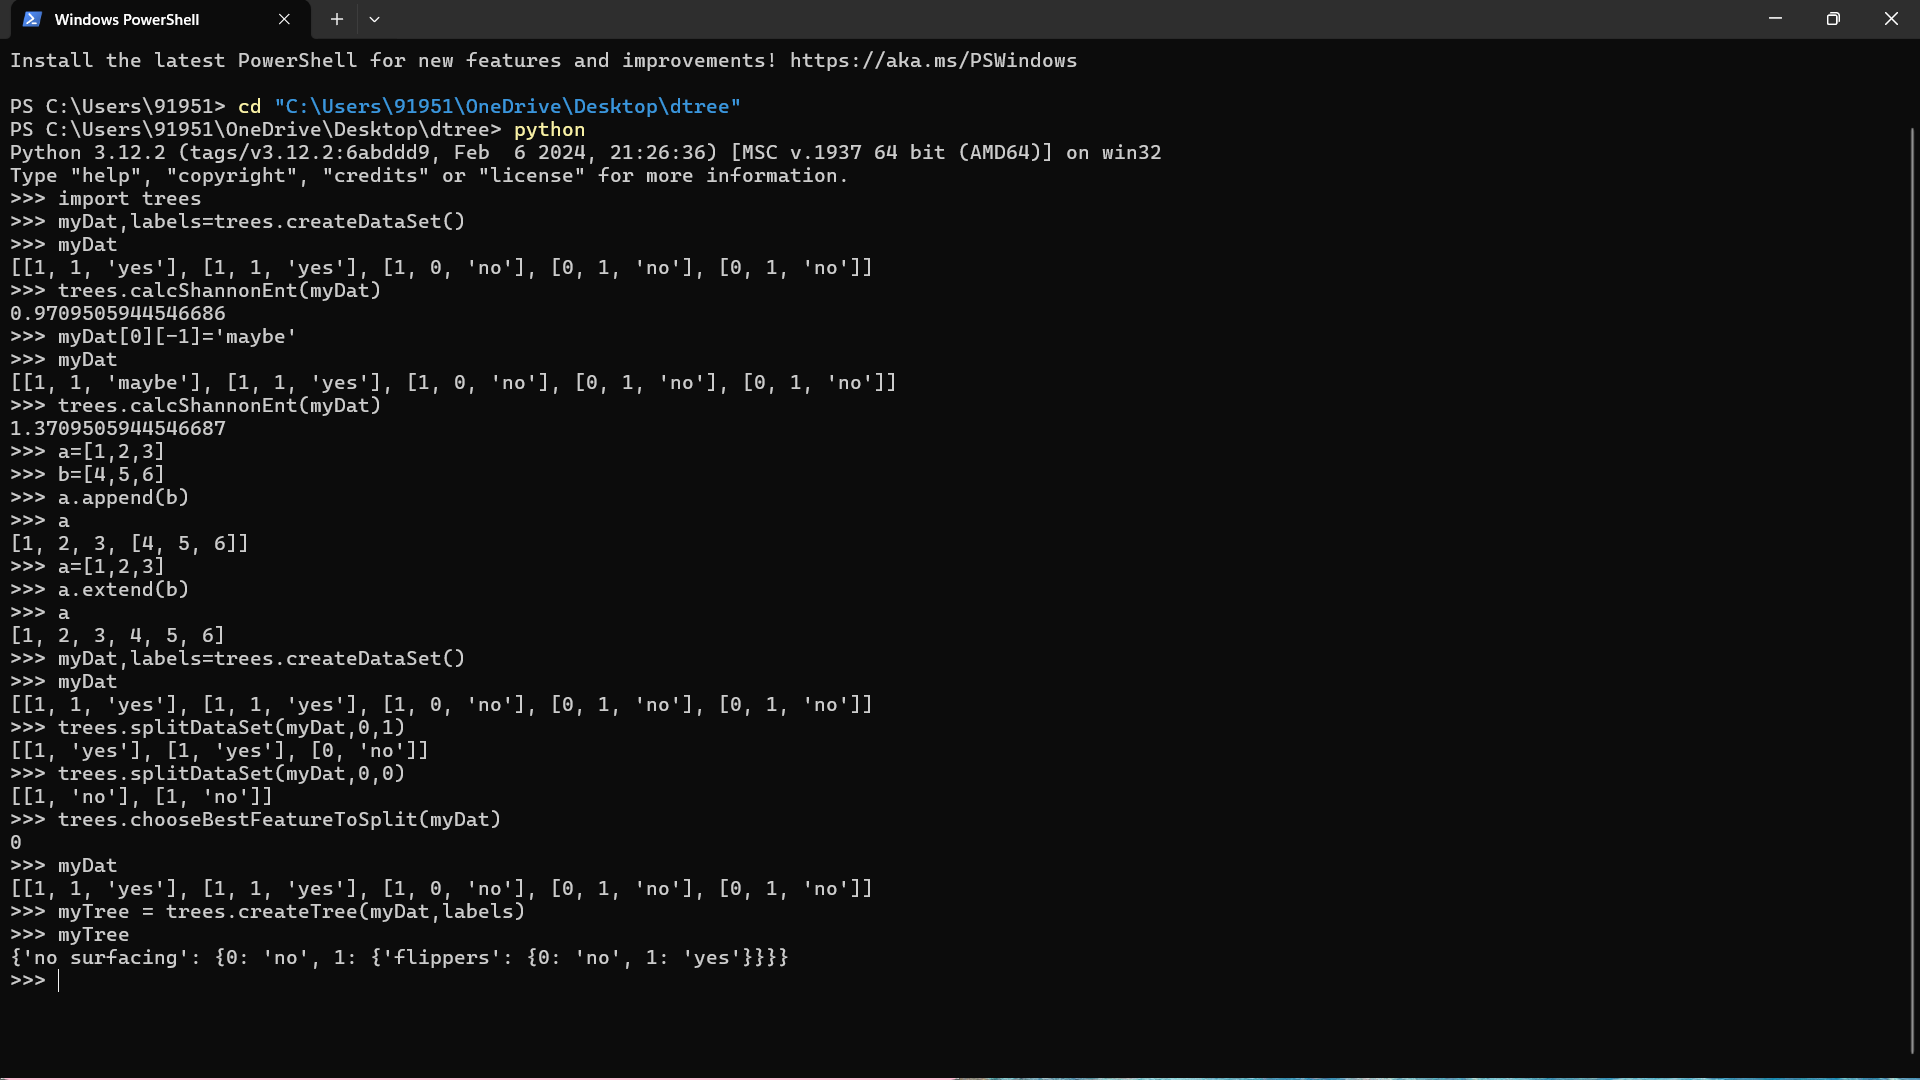 Windows PowerShell
Install the latest PowerShell for new features and improvements! https://aka.ms/PSWindows
PS C:\Users\91951> cd "C:\Users\91951\OneDrive\Desktop\dtree"
PS C:\Users\91951\OneDrive\Desktop\dtree> python
Python 3.12.2 (tags/v3.12.2:6abddd9, Feb  6 2024, 21:26:36) [MSC v.1937 64 bit (AMD64)] on win32
Type "help", "copyright", "credits" or "license" for more information.
>>> import trees
>>> myDat,labels=trees.createDataSet()
>>> myDat
[[1, 1, 'yes'], [1, 1, 'yes'], [1, 0, 'no'], [0, 1, 'no'], [0, 1, 'no']]
>>> trees.calcShannonEnt(myDat)
0.9709505944546686
>>> myDat[0][-1]='maybe'
>>> myDat
[[1, 1, 'maybe'], [1, 1, 'yes'], [1, 0, 'no'], [0, 1, 'no'], [0, 1, 'no']]
>>> trees.calcShannonEnt(myDat)
1.3709505944546687
>>> a=[1,2,3]
>>> b=[4,5,6]
>>> a.append(b)
>>> a
[1, 2, 3, [4, 5, 6]]
>>> a=[1,2,3]
>>> a.extend(b)
>>> a
[1, 2, 3, 4, 5, 6]
>>> myDat,labels=trees.createDataSet()
>>> myDat
[[1, 1, 'yes'], [1, 1, 'yes'], [1, 0, 'no'], [0, 1, 'no'], [0, 1, 'no']]
>>> trees.splitDataSet(myDat,0,1)
[[1, 'yes'], [1, 'yes'], [0, 'no']]
>>> trees.splitDataSet(myDat,0,0)
[[1, 'no'], [1, 'no']]
>>> trees.chooseBestFeatureToSplit(myDat)
0
>>> myDat
[[1, 1, 'yes'], [1, 1, 'yes'], [1, 0, 'no'], [0, 1, 'no'], [0, 1, 'no']]
>>> myTree = trees.createTree(myDat,labels)
>>> myTree
{'no surfacing': {0: 'no', 1: {'flippers': {0: 'no', 1: 'yes'}}}}
>>>